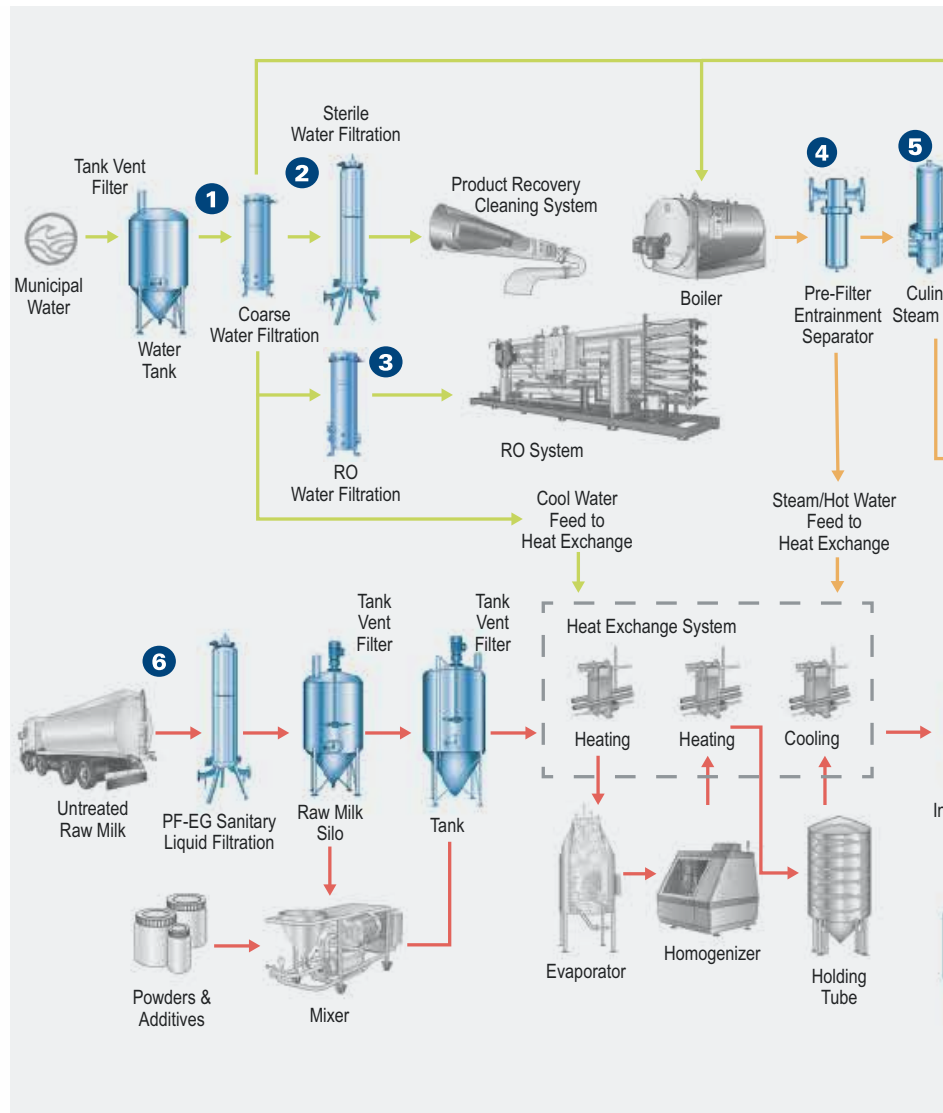 Sterile
Water Filtration
Tank Vent
Filter
1
2
4
5
Product Recovery
Cleaning System
Municipal
Water
Water
Tank
Coarse
Water Filtration
Boiler
Pre-Filter
Entrainment
Separator
Culin
Steam
3
RO
Water Filtration
RO System
Cool Water
Feed to
Heat Exchange
Steam/Hot Water
Feed to
Heat Exchange
Tank
Vent
Filter
Tank
Vent
Filter
Heat Exchange System
6
Heating
Heating
Cooling
Untreated
Raw Milk
PF-EG Sanitary
Liquid Filtration
Raw Milk
Silo
Tank
In
Powders &
Additives
Mixer
Evaporator
Homogenizer
Holding
Tube